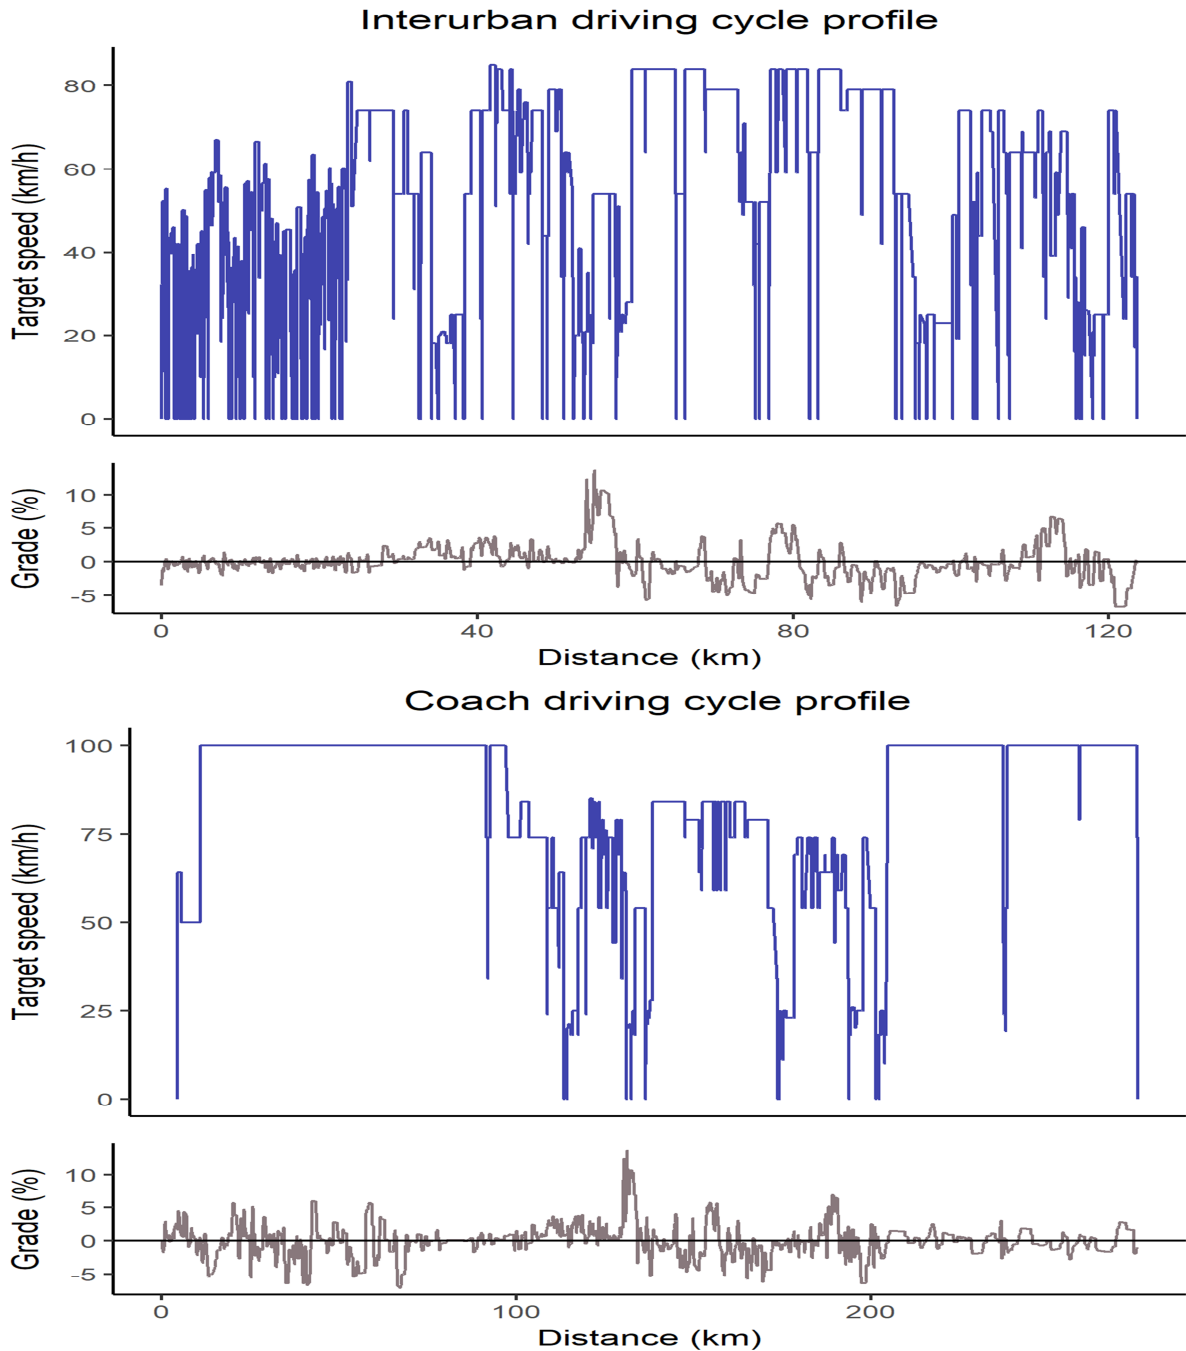 Interurban driving cycle profile
Target speed (km/h)
80
60
40
20
0
Grade (%)
10
5
0
-5
0 40 80 120
Distance (km)
Coach driving cycle profile
Target speed (km/h
100
75
50
25
0
Grade (%)
10
5
0
-5
0 100 200
Distance (km)